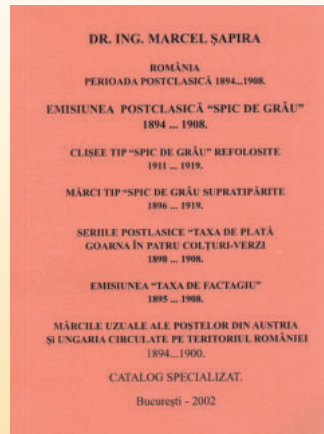 DR. ING. MARCEL ŞAPIRA
ROMÂNIA
PERIOADA POSTCLASICĂ 1894...1908.
EMISIUNEA POSTCLASICĂ “SPIC DE GRÂU”
1894 ... 1908.
CLIŞEE TIP “SPIC DE GRÂU” REFOLOSITE
1911 ... 1919.
MĂRCI TIP “SPIC DE GRÂU SUPRATIPĂRITE
1896 ... 1919.
SERIILE POSTLASICE “TAXA DE PLATĂ
GOARNA ÎN PATRU COLŢURI-VERZI
1898 ... 1908.
EMISIUNEA “TAXA DE FACTAGIU”
1895 ... 1908.
MĂRCILE UZUALE ALE POŞTELOR DIN AUSTRIA
ŞI UNGARIA CIRCULATE PE TERITORIUL ROMÂNIEI
1894...1900.
CATALOG SPECIALIZAT.
Bucureşti - 2002